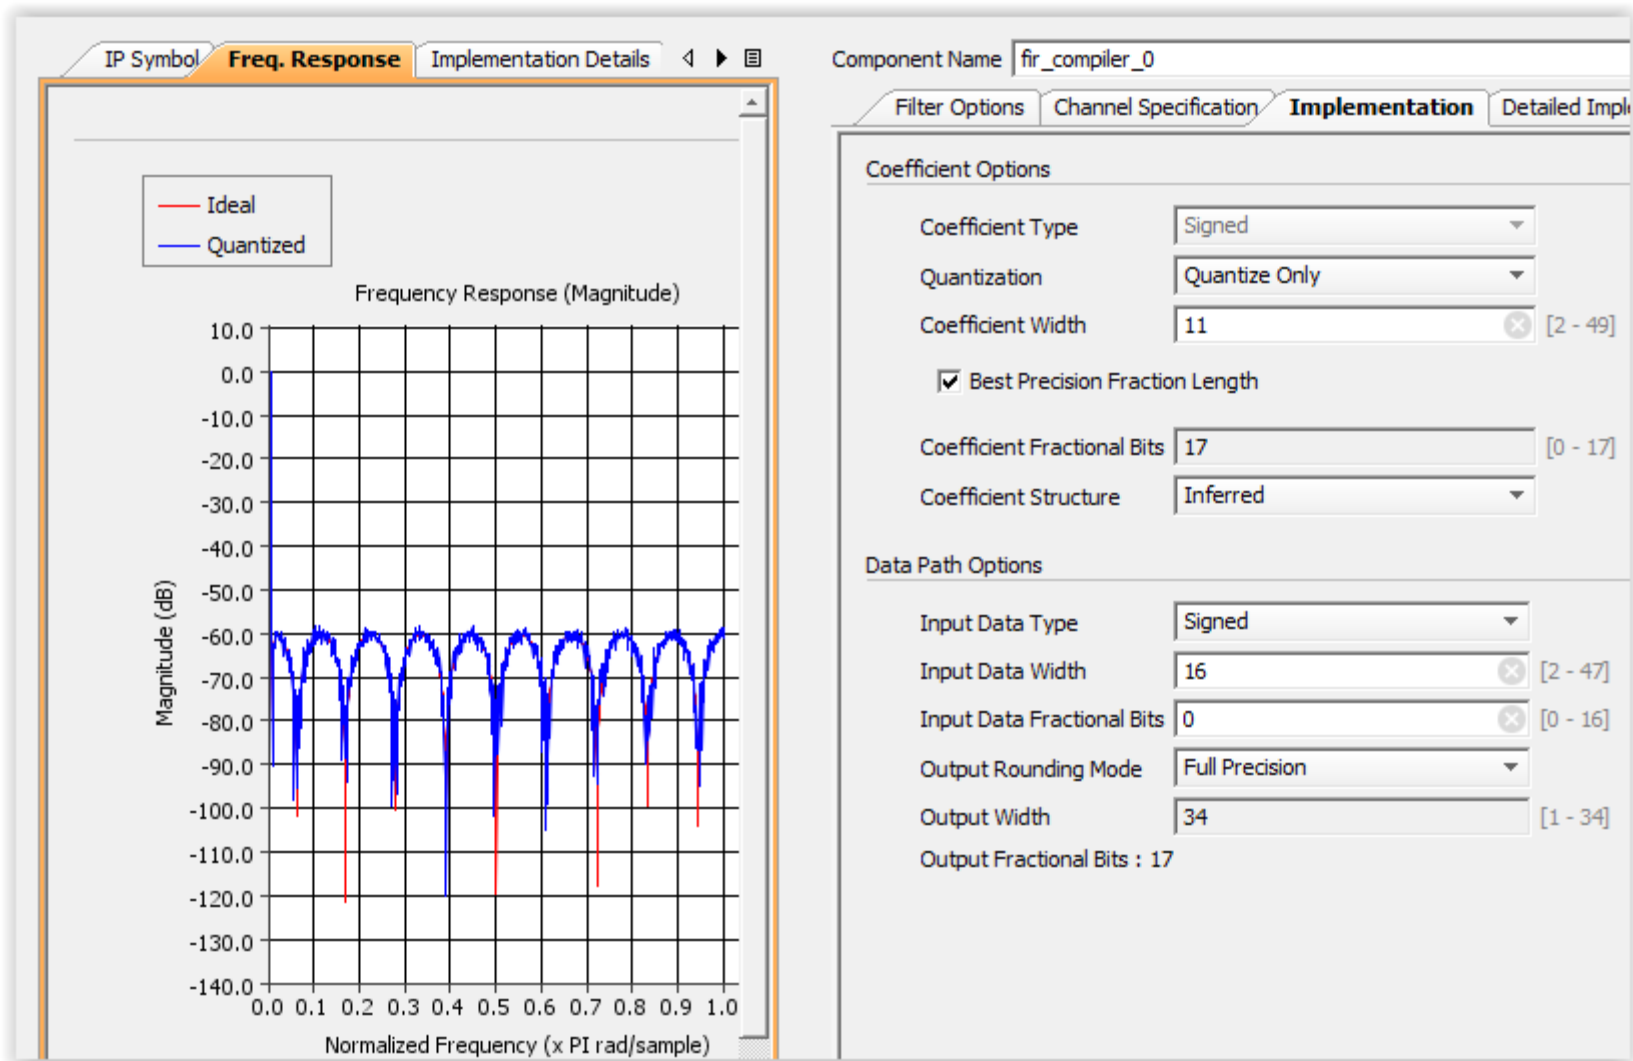 IP Symbol Freq. Response Implementation Details
Ideal
Quantized
Frequency Response (Magnitude)
10.0
0.0
-10.0
-20.0
-30.0
-40.0
-50.0
-60.0
-70.0
-80.0
-90.0
-100.0
-110.0
-120.0
-130.0
-140.0
Magnitude (dB)
0.0 0.1 0.2 0.3 0.4 0.5 0.6 0.7 0.8 0.9 1.0
Normalized Frequency (x PI rad/sample)
Component Name fir_compiler_0
Filter Options Channel Specification Implementation Detailed Impl
Coefficient Options
Coefficient Type Signed
Quantization Quantize Only
Coefficient Width 11 [2 - 49]
Best Precision Fraction Length
Coefficient Fractional Bits 17 [0 - 17]
Coefficient Structure Inferred
Data Path Options
Input Data Type Signed
Input Data Width 16 [2 - 47]
Input Data Fractional Bits 0 [0 - 16]
Output Rounding Mode Full Precision
Output Width 34 [1 - 34]
Output Fractional Bits : 17